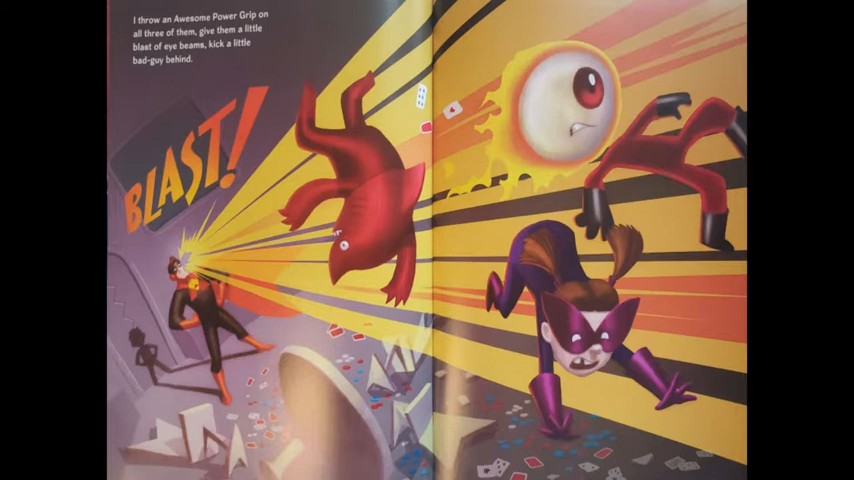 I throw an Awesome Power Grip on
all three of them, give them a little
blast of eye beams, kick a little
bad-guy behind.
BLAST!